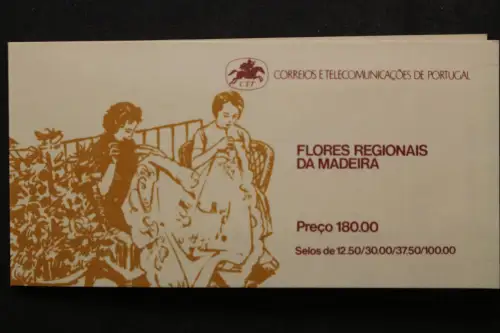 CTT
CORREIOS E TELECOMUNICAÇÕES DE PORTUGAL
FLORES REGIONAIS
DA MADEIRA
Preço 180.00
Selos de 12.50/30.00/37.50/100.00